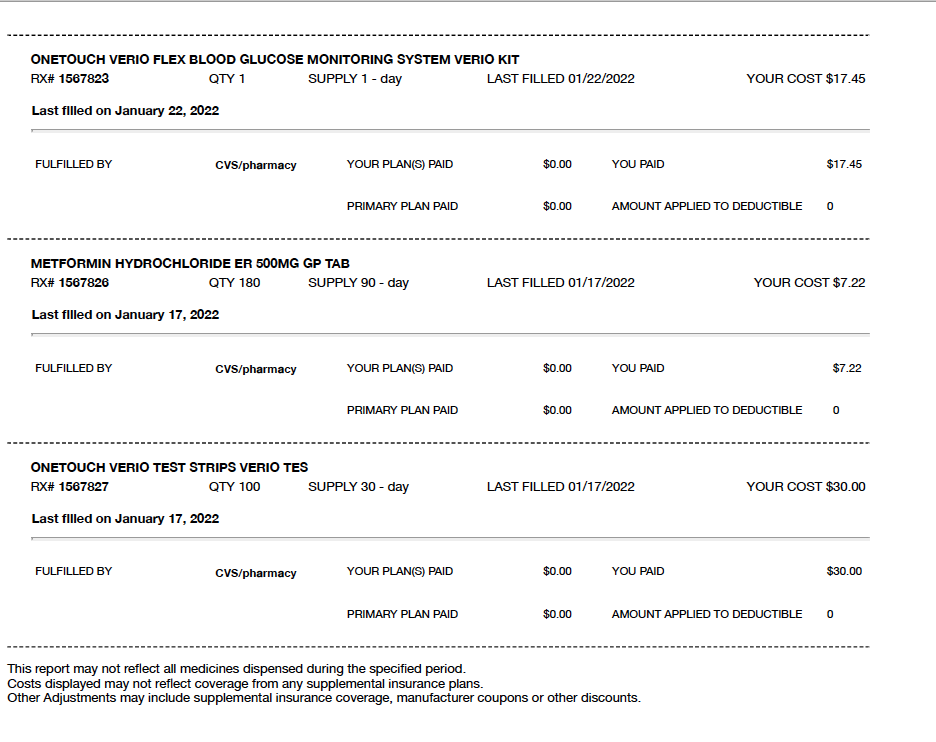 ONETOUCH VERIO FLEX BLOOD GLUCOSE MONITORING SYSTEM VERIO KIT
RX# 1567823 QTY 1 SUPPLY 1 - day LAST FILLED 01/22/2022 YOUR COST $17.45
Last filled on January 22, 2022
FULFILLED BY CVS/pharmacy YOUR PLAN(S) PAID $0.00 YOU PAID $17.45
PRIMARY PLAN PAID $0.00 AMOUNT APPLIED TO DEDUCTIBLE 0
METFORMIN HYDROCHLORIDE ER 500MG GP TAB
RX# 1567826 QTY 180 SUPPLY 90 - day LAST FILLED 01/17/2022 YOUR COST $7.22
Last filled on January 17, 2022
FULFILLED BY CVS/pharmacy YOUR PLAN(S) PAID $0.00 YOU PAID $7.22
PRIMARY PLAN PAID $0.00 AMOUNT APPLIED TO DEDUCTIBLE 0
ONETOUCH VERIO TEST STRIPS VERIO TES
RX# 1567827 QTY 100 SUPPLY 30 - day LAST FILLED 01/17/2022 YOUR COST $30.00
Last filled on January 17, 2022
FULFILLED BY CVS/pharmacy YOUR PLAN(S) PAID $0.00 YOU PAID $30.00
PRIMARY PLAN PAID $0.00 AMOUNT APPLIED TO DEDUCTIBLE 0
This report may not reflect all medicines dispensed during the specified period.
Costs displayed may not reflect coverage from any supplemental insurance plans.
Other Adjustments may include supplemental insurance coverage, manufacturer coupons or other discounts.